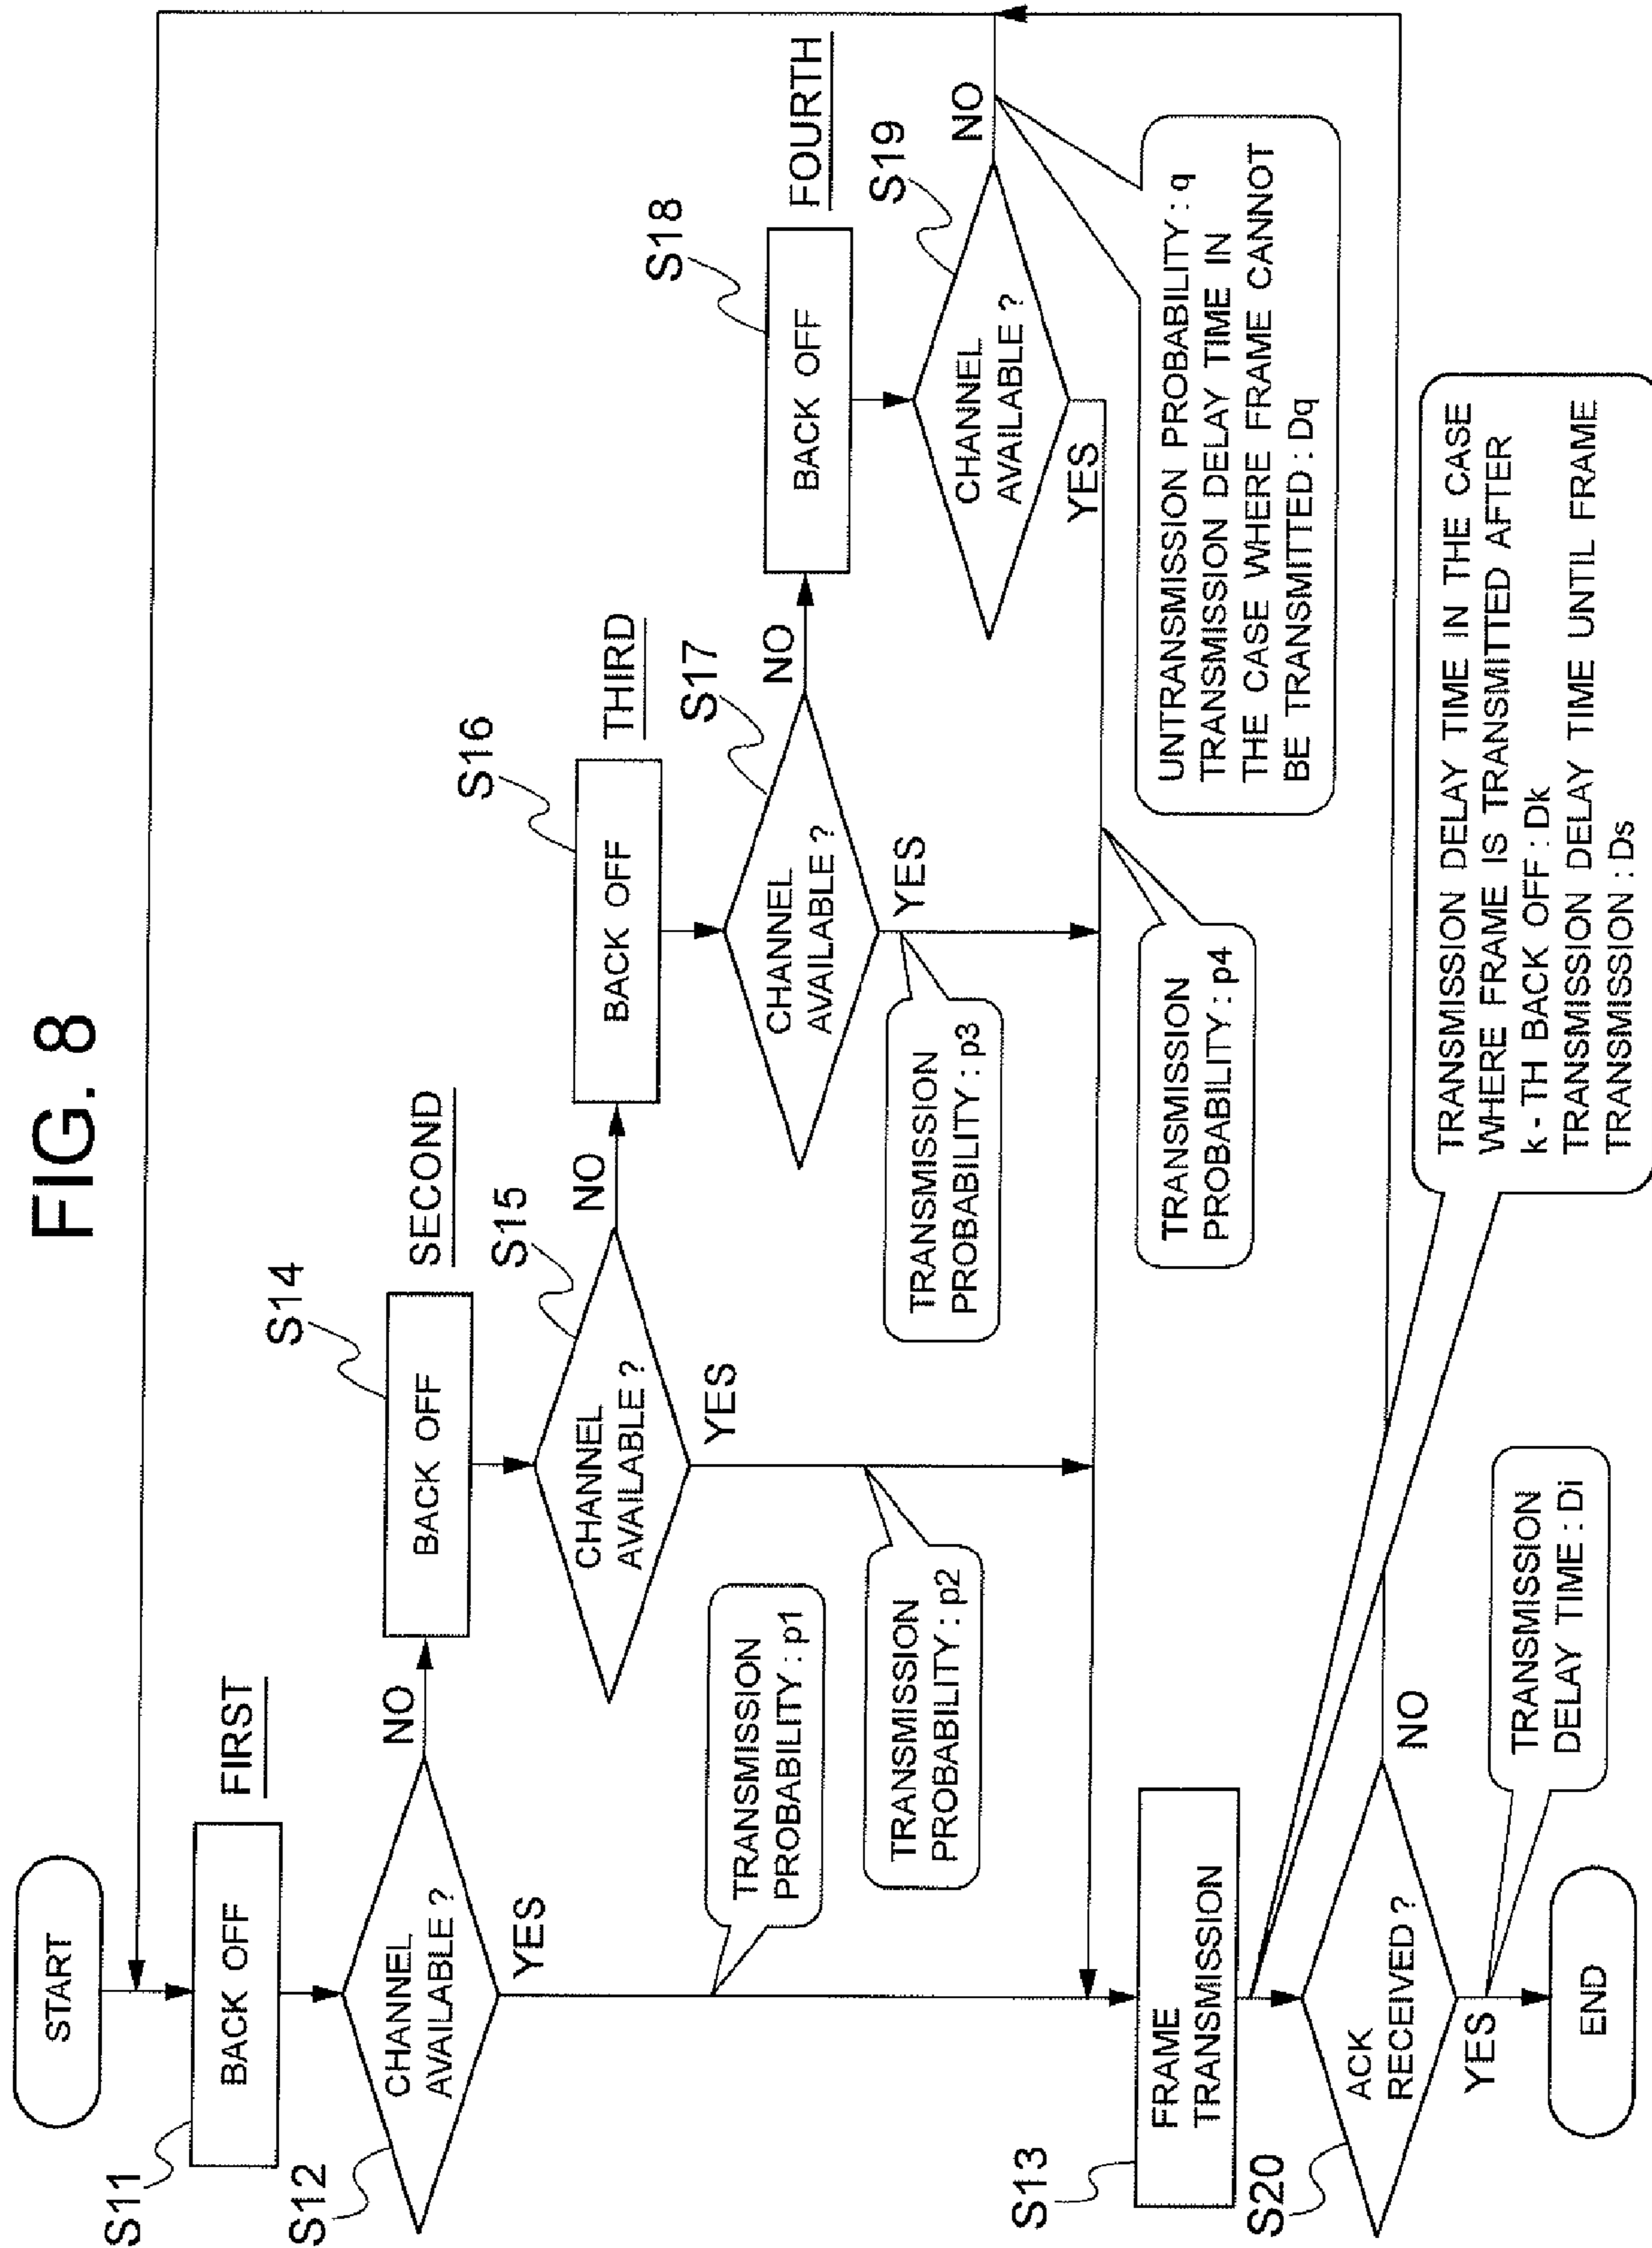 FIG. 8
START
S11
BACK OFF
FIRST
S12
CHANNEL
AVAILABLE ?
NO
YES
S14
BACK OFF
SECOND
S15
CHANNEL
AVAILABLE ?
NO
YES
S16
BACK OFF
THIRD
S17
CHANNEL
AVAILABLE ?
NO
YES
S18
BACK OFF
FOURTH
S19
CHANNEL
AVAILABLE ?
NO
YES
TRANSMISSION
PROBABILITY : p1
TRANSMISSION
PROBABILITY : p2
TRANSMISSION
PROBABILITY : p3
TRANSMISSION
PROBABILITY : p4
UNTRANSMISSION PROBABILITY : q
TRANSMISSION DELAY TIME IN
THE CASE WHERE FRAME CANNOT
BE TRANSMITTED : Dq
S13
FRAME
TRANSMISSION
TRANSMISSION DELAY TIME IN THE CASE
WHERE FRAME IS TRANSMITTED AFTER
k - TH BACK OFF : Dk
TRANSMISSION DELAY TIME UNTIL FRAME
TRANSMISSION : Ds
S20
ACK
RECEIVED ?
NO
YES
TRANSMISSION
DELAY TIME : Di
END